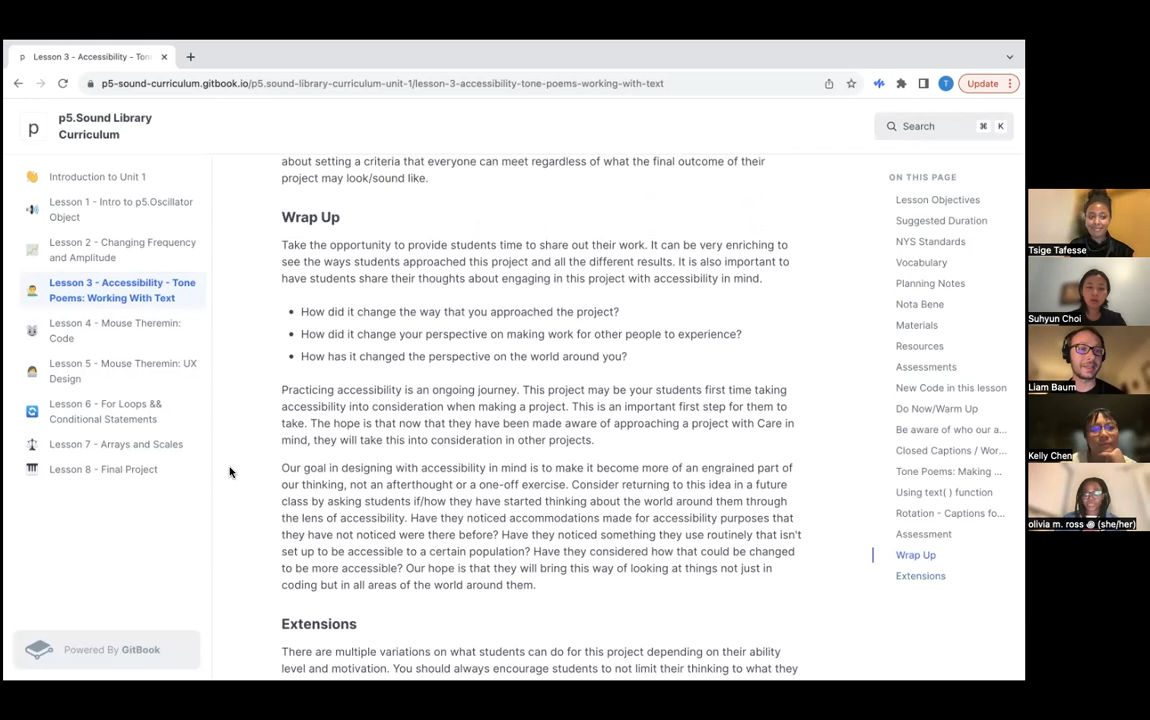 p Lesson 3 - Accessibility - Ton
p5-sound-curriculum.gitbook.io/p5.sound-library-curriculum-unit-1/lesson-3-accessibility-tone-poems-working-with-text
T
Update
p
p5.Sound Library
Curriculum
Search ⌘ K
Introduction to Unit 1
Lesson 1 - Intro to p5.Oscillator
Object
Lesson 2 - Changing Frequency
and Amplitude
Lesson 3 - Accessibility - Tone
Poems: Working With Text
Lesson 4 - Mouse Theremin:
Code
Lesson 5 - Mouse Theremin: UX
Design
Lesson 6 - For Loops &&
Conditional Statements
Lesson 7 - Arrays and Scales
Lesson 8 - Final Project
Powered By GitBook
about setting a criteria that everyone can meet regardless of what the final outcome of their
project may look/sound like.
Wrap Up
Take the opportunity to provide students time to share out their work. It can be very enriching to
see the ways students approached this project and all the different results. It is also important to
have students share their thoughts about engaging in this project with accessibility in mind.
• How did it change the way that you approached the project?
• How did it change your perspective on making work for other people to experience?
• How has it changed the perspective on the world around you?
Practicing accessibility is an ongoing journey. This project may be your students first time taking
accessibility into consideration when making a project. This is an important first step for them to
take. The hope is that now that they have been made aware of approaching a project with Care in
mind, they will take this into consideration in other projects.
Our goal in designing with accessibility in mind is to make it become more of an engrained part of
our thinking, not an afterthought or a one-off exercise. Consider returning to this idea in a future
class by asking students if/how they have started thinking about the world around them through
the lens of accessibility. Have they noticed accommodations made for accessibility purposes that
they have not noticed were there before? Have they noticed something they use routinely that isn't
set up to be accessible to a certain population? Have they considered how that could be changed
to be more accessible? Our hope is that they will bring this way of looking at things not just in
coding but in all areas of the world around them.
Extensions
There are multiple variations on what students can do for this project depending on their ability
level and motivation. You should always encourage students to not limit their thinking to what they
ON THIS PAGE
Lesson Objectives
Suggested Duration
NYS Standards
Vocabulary
Planning Notes
Nota Bene
Materials
Resources
Assessments
New Code in this lesson
Do Now/Warm Up
Be aware of who our a...
Closed Captions / Wor...
Tone Poems: Making ...
Using text( ) function
Rotation - Captions fo...
Assessment
Wrap Up
Extensions
Tsige Tafesse
Suhyun Choi
Liam Baum
Kelly Chen
olivia m. ross @ (she/her)